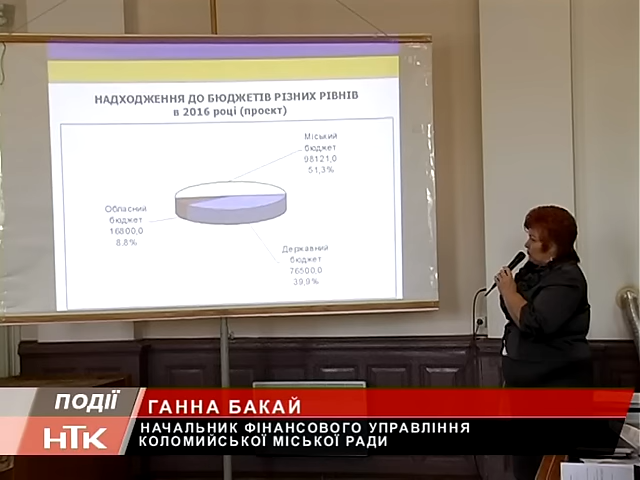 НАДХОДЖЕННЯ ДО БЮДЖЕТІВ РІЗНИХ РІВНІВ
в 2016 році (проект)
Міський
бюджет
98121,0
51,3%
Обласний
бюджет
16800,0
8,8%
Державний
бюджет
76500,0
39,9%
ПОДІЇ
НТК
ГАННА БАКАЙ
НАЧАЛЬНИК ФІНАНСОВОГО УПРАВЛІННЯ
КОЛОМИЙСЬКОЇ МІСЬКОЇ РАДИ